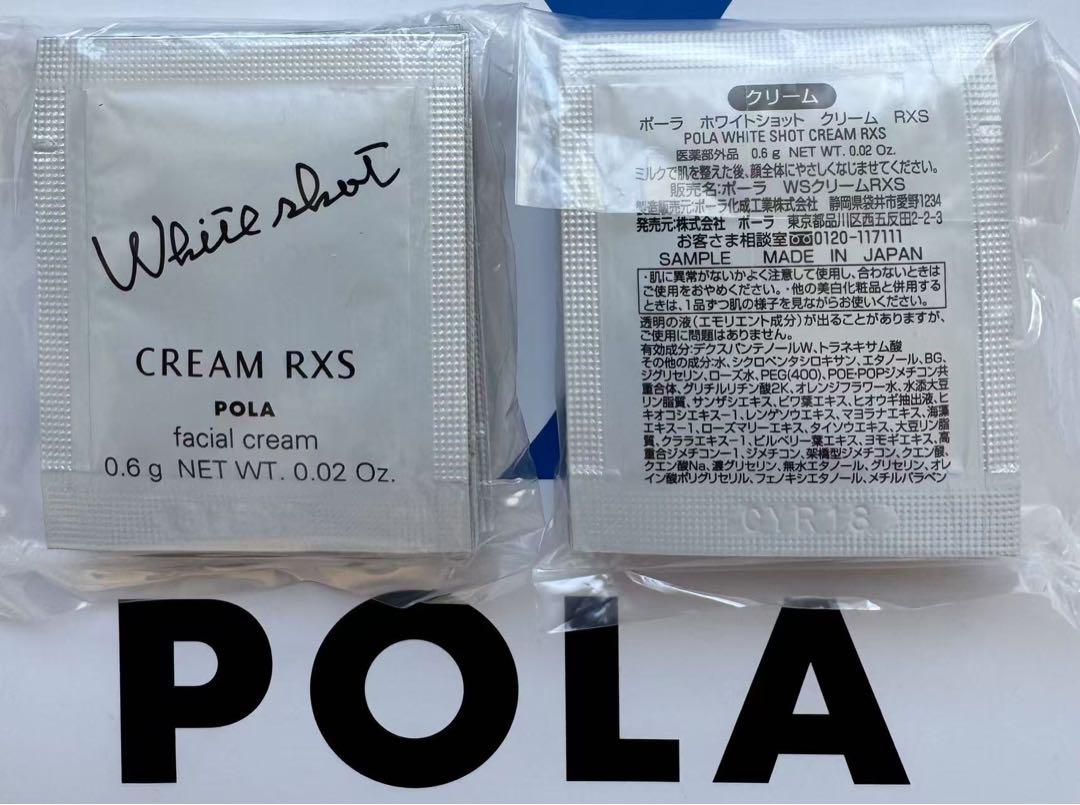 White shot
CREAM RXS
POLA
facial cream
0.6 g NET WT. 0.02 Oz.
クリーム
ポーラ ホワイトショット クリーム RXS
POLA WHITE SHOT CREAM RXS
医薬部外品 0.6 g NET WT. 0.02 Oz.
ミルクで肌を整えた後、顔全体にやさしくなじませてください。
販売名:ポーラ WSクリームRXS
製造販売元:ポーラ化成工業株式会社 静岡県袋井市愛野1234
発売元:株式会社 ポーラ 東京都品川区西五反田2-2-3
お客さま相談室 0120-117111
SAMPLE MADE IN JAPAN
・肌に異常がないかよく注意して使用し、合わないときは
ご使用をおやめください。・他の美白化粧品と併用する
ときは、1品ずつ肌の様子を見ながらお使いください。
透明の液(エモリエント成分)が出ることがありますが、
ご使用に問題はありません。
有効成分:デクスパンテノールW、トラネキサム酸
その他の成分:水、シクロペンタシロキサン、エタノール、BG、
ジグリセリン、ローズ水、PEG(400)、POE・POPジメチコン共
重合体、グリチルリチン酸2K、オレンジフラワー水、水添大豆
リン脂質、サンザシエキス、ビワ葉エキス、ヒオウギ抽出液、ヒ
キオコシエキス-1、レンゲソウエキス、マヨラナエキス、海藻
エキス-1、ローズマリーエキス、タイソウエキス、大豆リン脂
質、クララエキス-1、ビルベリー葉エキス、ヨモギエキス、高
重合ジメチコン-1、ジメチコン、架橋型ジメチコン、クエン酸、
クエン酸Na、濃グリセリン、無水エタノール、グリセリン、オレ
イン酸ポリグリセリル、フェノキシエタノール、メチルパラベン
CYR18
POLA